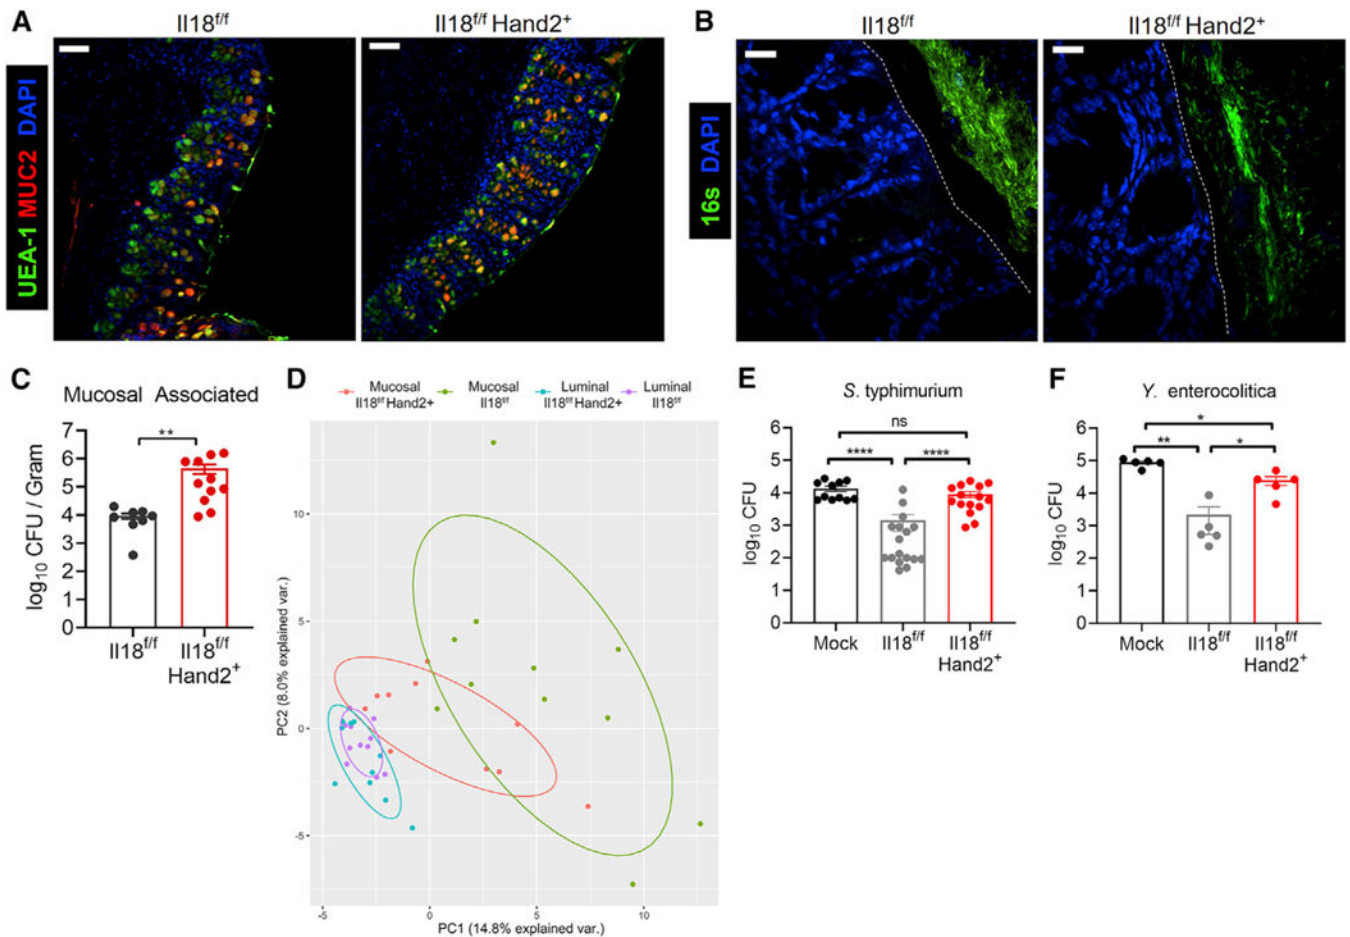 A
Il18f/f
Il18f/f Hand2+
UEA-1 MUC2 DAPI
B
Il18f/f
Il18f/f Hand2+
16s DAPI
C
Mucosal Associated
**
7
6
5
4
3
2
1
0
log10 CFU / Gram
Il18f/f
Il18f/f
Hand2+
D
Mucosal
Il18f/f Hand2+
Mucosal
Il18f/f
Luminal
Il18f/f Hand2+
Luminal
Il18f/f
10
5
0
-5
PC2 (8.0% explained var.)
-5
0
5
10
PC1 (14.8% explained var.)
E
S. typhimurium
ns
****
****
6
5
4
3
2
1
0
log10 CFU
Mock
Il18f/f
Il18f/f
Hand2+
F
Y. enterocolitica
*
**
*
6
5
4
3
2
1
0
log10 CFU
Mock
Il18f/f
Il18f/f
Hand2+